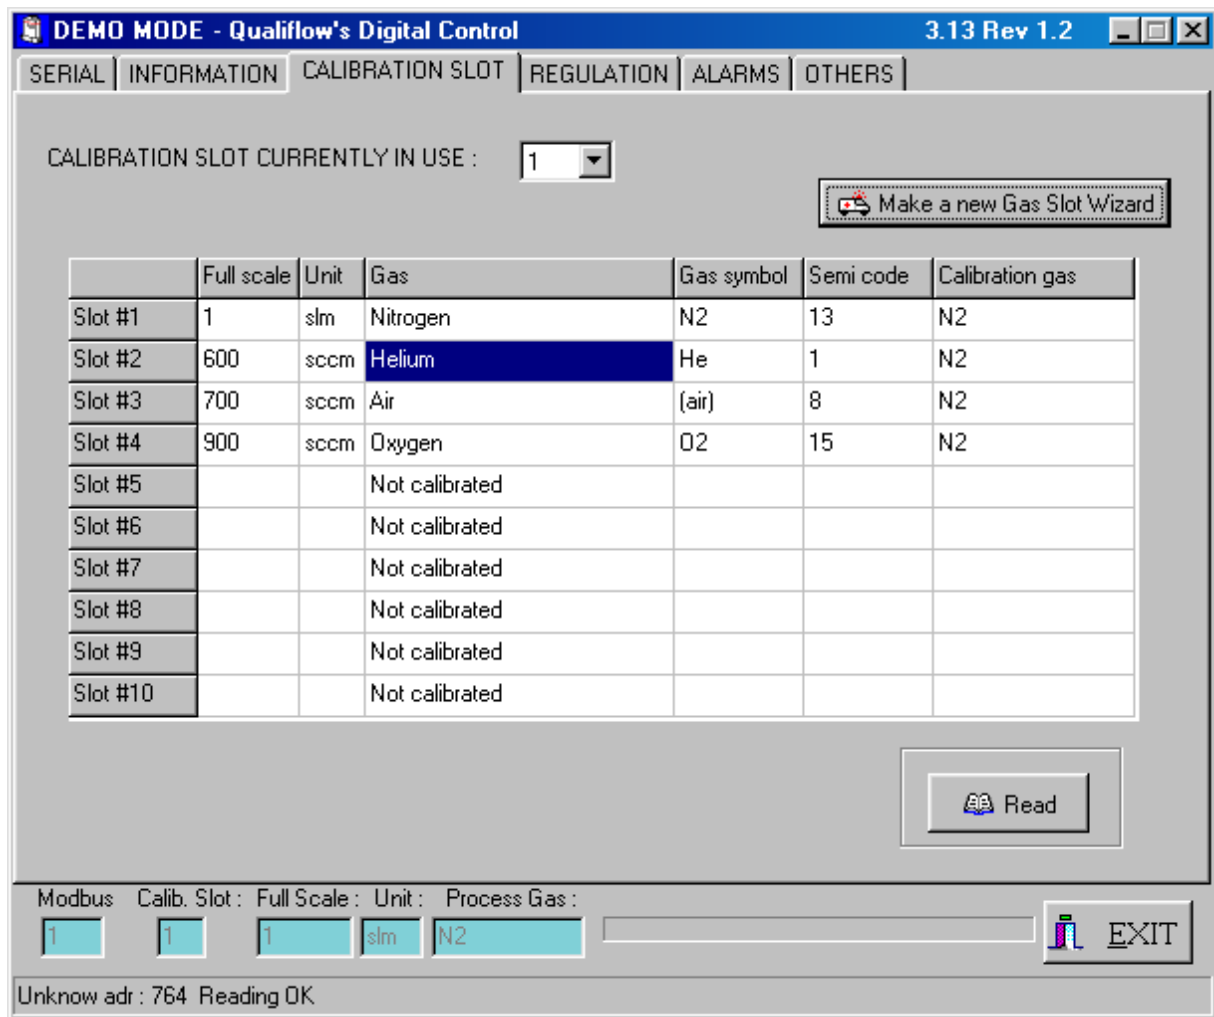 DEMO MODE - Qualiflow's Digital Control 3.13 Rev 1.2
SERIAL INFORMATION CALIBRATION SLOT REGULATION ALARMS OTHERS
CALIBRATION SLOT CURRENTLY IN USE : 1
Make a new Gas Slot Wizard
Full scale Unit Gas Gas symbol Semi code Calibration gas
Slot #1 1 slm Nitrogen N2 13 N2
Slot #2 600 sccm Helium He 1 N2
Slot #3 700 sccm Air (air) 8 N2
Slot #4 900 sccm Oxygen O2 15 N2
Slot #5 Not calibrated
Slot #6 Not calibrated
Slot #7 Not calibrated
Slot #8 Not calibrated
Slot #9 Not calibrated
Slot #10 Not calibrated
Read
Modbus Calib. Slot : Full Scale : Unit : Process Gas :
1 1 1 slm N2
EXIT
Unknow adr : 764 Reading OK